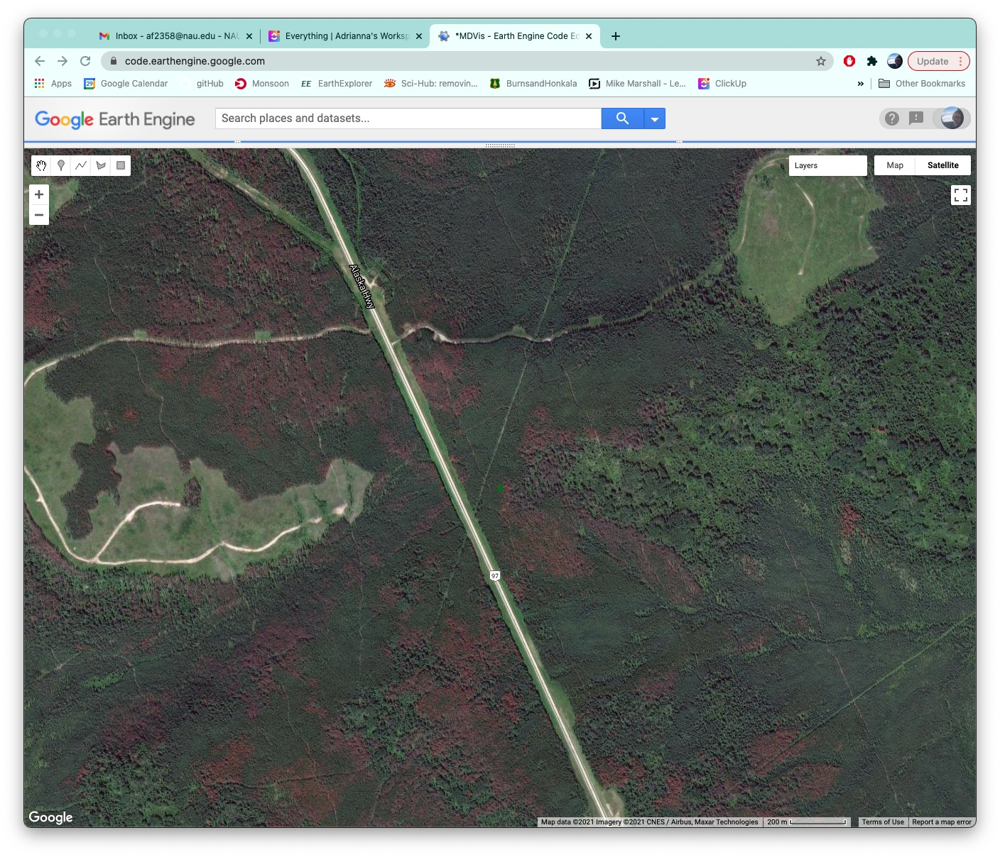 Inbox - af2358@nau.edu - NAU
Everything | Adrianna's Worksp
*MDVis - Earth Engine Code Ed
code.earthengine.google.com
Update
Apps
Google Calendar
gitHub
Monsoon
EE EarthExplorer
Sci-Hub: removin...
BurnsandHonkala
Mike Marshall - Le...
ClickUp
»
Other Bookmarks
Google Earth Engine
Search places and datasets...
Layers
Map
Satellite
Alaska Hwy
97
Google
Map data ©2021 Imagery ©2021 CNES / Airbus, Maxar Technologies
200 m
Terms of Use
Report a map error